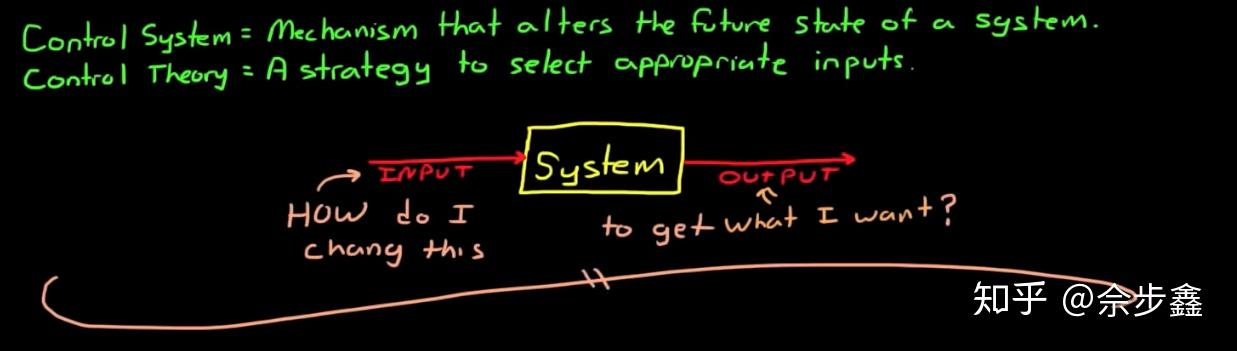 Control System = Mechanism that alters the future state of a system.
Control Theory = A strategy to select appropriate inputs.
INPUT
System
OUTPUT
HOW do I
chang this
to get what I want?
知乎 @佘步鑫